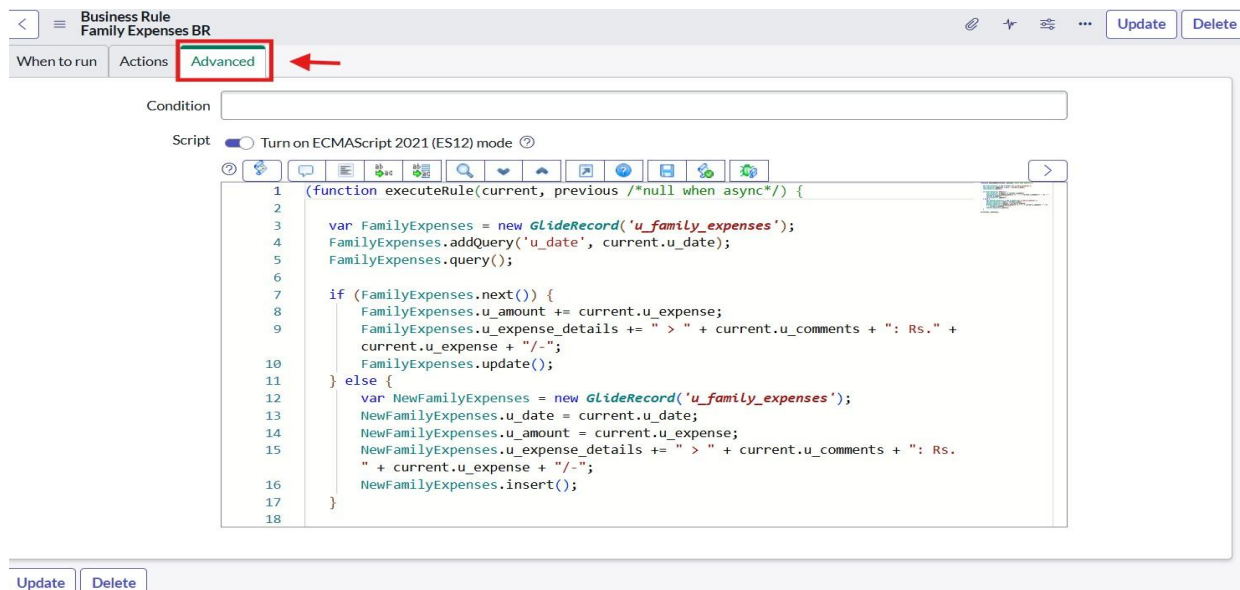 Business Rule
Family Expenses BR
Update
Delete
When to run
Actions
Advanced
Condition
Script
Turn on ECMAScript 2021 (ES12) mode
1 (function executeRule(current, previous /*null when async*/) {
2
3 var FamilyExpenses = new GlideRecord('u_family_expenses');
4 FamilyExpenses.addQuery('u_date', current.u_date);
5 FamilyExpenses.query();
6
7 if (FamilyExpenses.next()) {
8 FamilyExpenses.u_amount += current.u_expense;
9 FamilyExpenses.u_expense_details += " > " + current.u_comments + ": Rs." +
current.u_expense + "/-";
10 FamilyExpenses.update();
11 } else {
12 var NewFamilyExpenses = new GlideRecord('u_family_expenses');
13 NewFamilyExpenses.u_date = current.u_date;
14 NewFamilyExpenses.u_amount = current.u_expense;
15 NewFamilyExpenses.u_expense_details += " > " + current.u_comments + ": Rs.
" + current.u_expense + "/-";
16 NewFamilyExpenses.insert();
17 }
18
Update
Delete